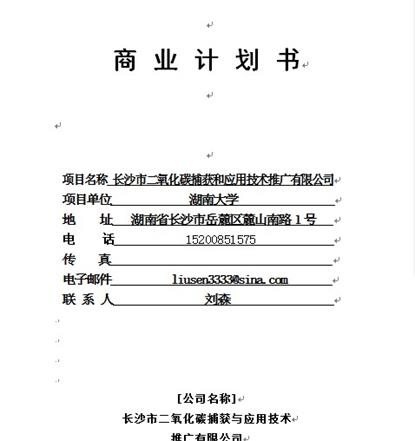 商 业 计 划 书
项目名称 长沙市二氧化碳捕获和应用技术推广有限公司
项目单位 湖南大学
地 址 湖南省长沙市岳麓区麓山南路 1 号
电 话 15200851575
传 真
电子邮件 liusen3333@sina.com
联 系 人 刘森
[公司名称]
长沙市二氧化碳捕获与应用技术
推广有限公司